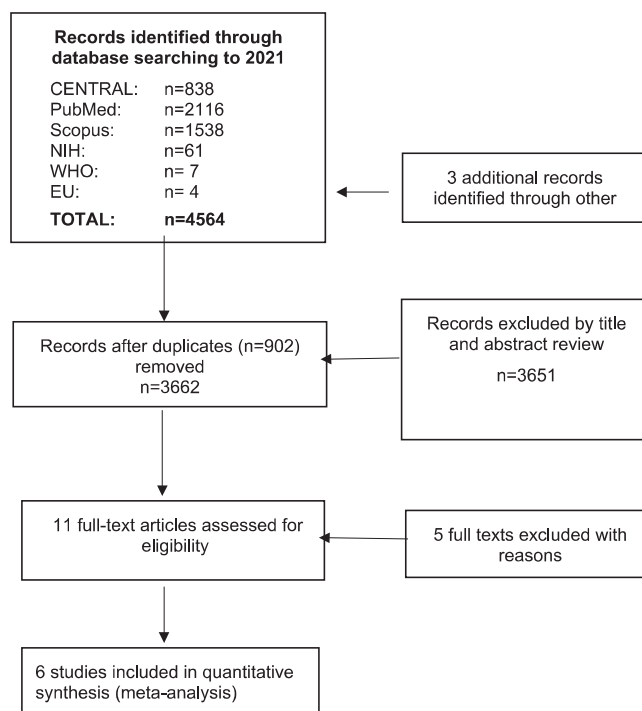 Records identified through
database searching to 2021
CENTRAL: n=838
PubMed: n=2116
Scopus: n=1538
NIH: n=61
WHO: n= 7
EU: n= 4
TOTAL: n=4564
3 additional records
identified through other
Records after duplicates (n=902)
removed
n=3662
Records excluded by title
and abstract review
n=3651
11 full-text articles assessed for
eligibility
5 full texts excluded with
reasons
6 studies included in quantitative
synthesis (meta-analysis)